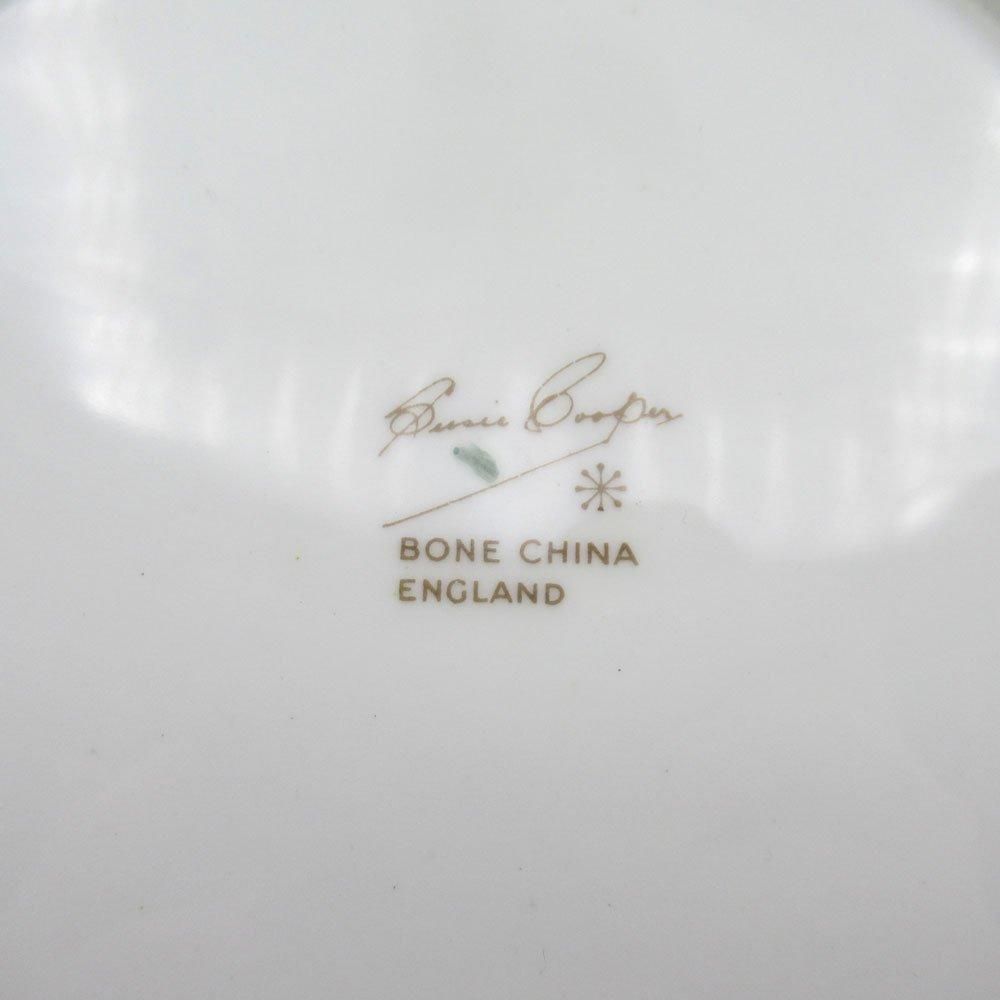 Susie Cooper
BONE CHINA
ENGLAND